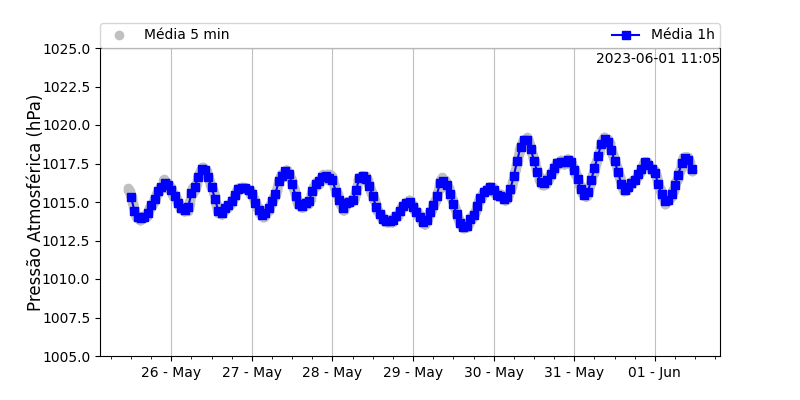 Média 5 min
Média 1h
2023-06-01 11:05
Pressão Atmosférica (hPa)
1025.0
1022.5
1020.0
1017.5
1015.0
1012.5
1010.0
1007.5
1005.0
26 - May
27 - May
28 - May
29 - May
30 - May
31 - May
01 - Jun